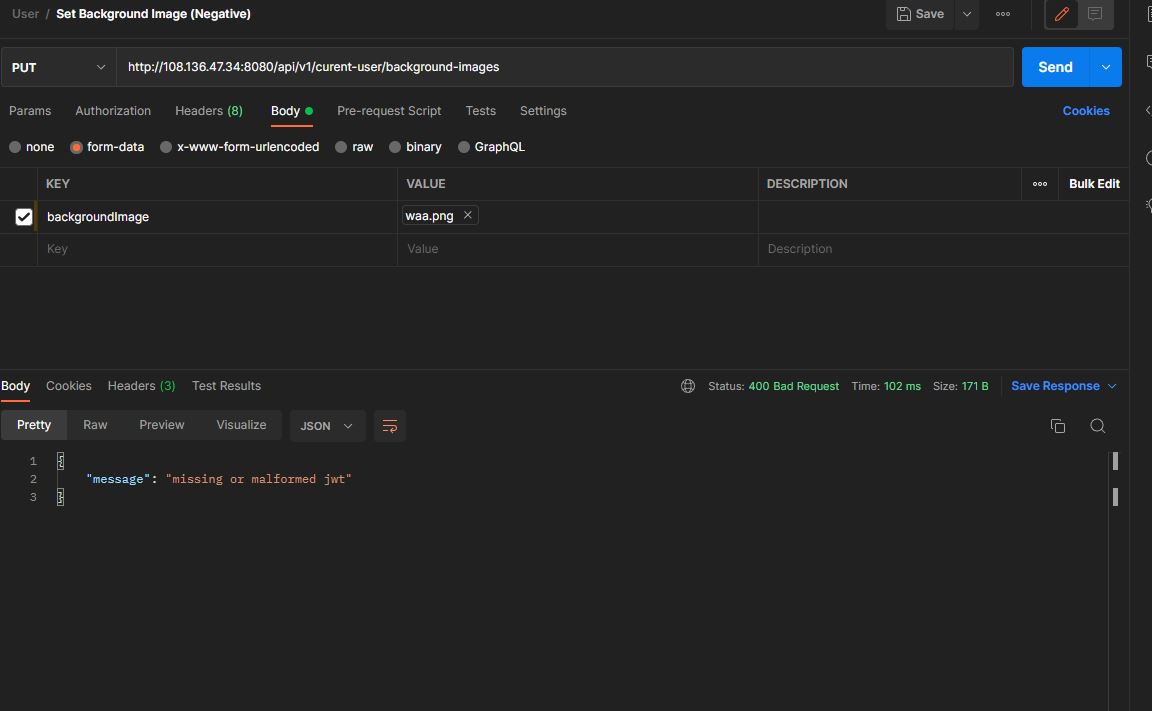 User / Set Background Image (Negative)
Save
PUT
http://108.136.47.34:8080/api/v1/curent-user/background-images
Send
Params Authorization Headers (8) Body Pre-request Script Tests Settings Cookies
none form-data x-www-form-urlencoded raw binary GraphQL
KEY VALUE DESCRIPTION Bulk Edit
backgroundImage waa.png
Key Value Description
Body Cookies Headers (3) Test Results Status: 400 Bad Request Time: 102 ms Size: 171 B Save Response
Pretty Raw Preview Visualize JSON
1 {
2 "message": "missing or malformed jwt"
3 }